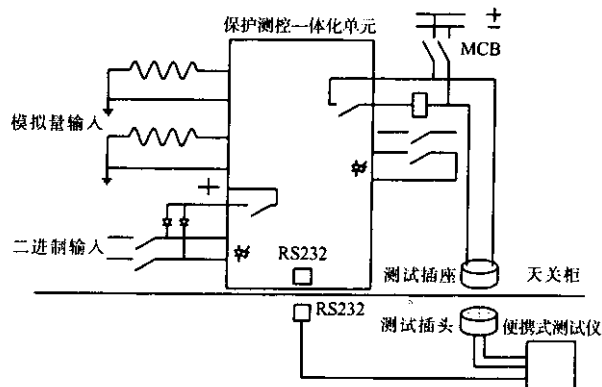 保护测控一体化单元
+
−
MCB
模拟量输入
+
二进制输入
RS232
测试插座
天关柜
RS232
测试插头
便携式测试仪